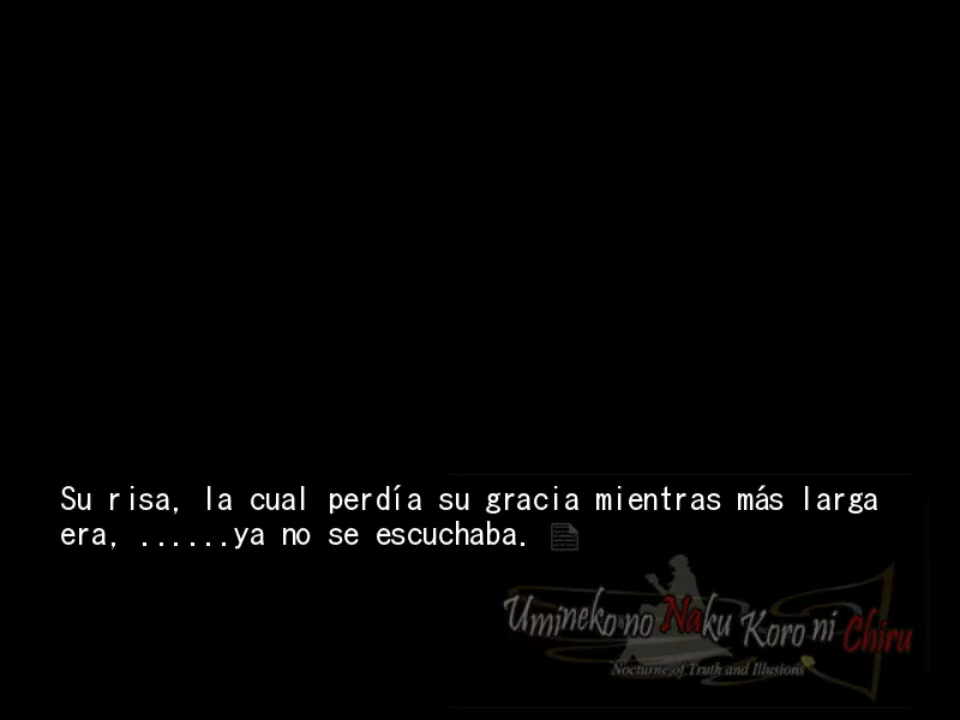 Su risa, la cual perdía su gracia mientras más larga
era, ......ya no se escuchaba.
Umineko no Naku Koro ni Chiru
Nocturne of Truth and Illusions